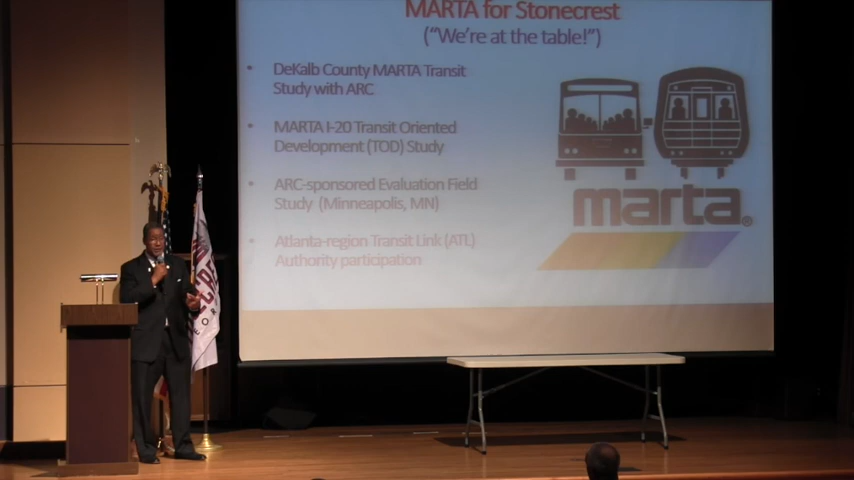 MARTA for Stonecrest
("We're at the table!")
• DeKalb County MARTA Transit
Study with ARC
• MARTA I-20 Transit Oriented
Development (TOD) Study
• ARC-sponsored Evaluation Field
Study (Minneapolis, MN)
• Atlanta-region Transit Link (ATL)
Authority participation
marta®